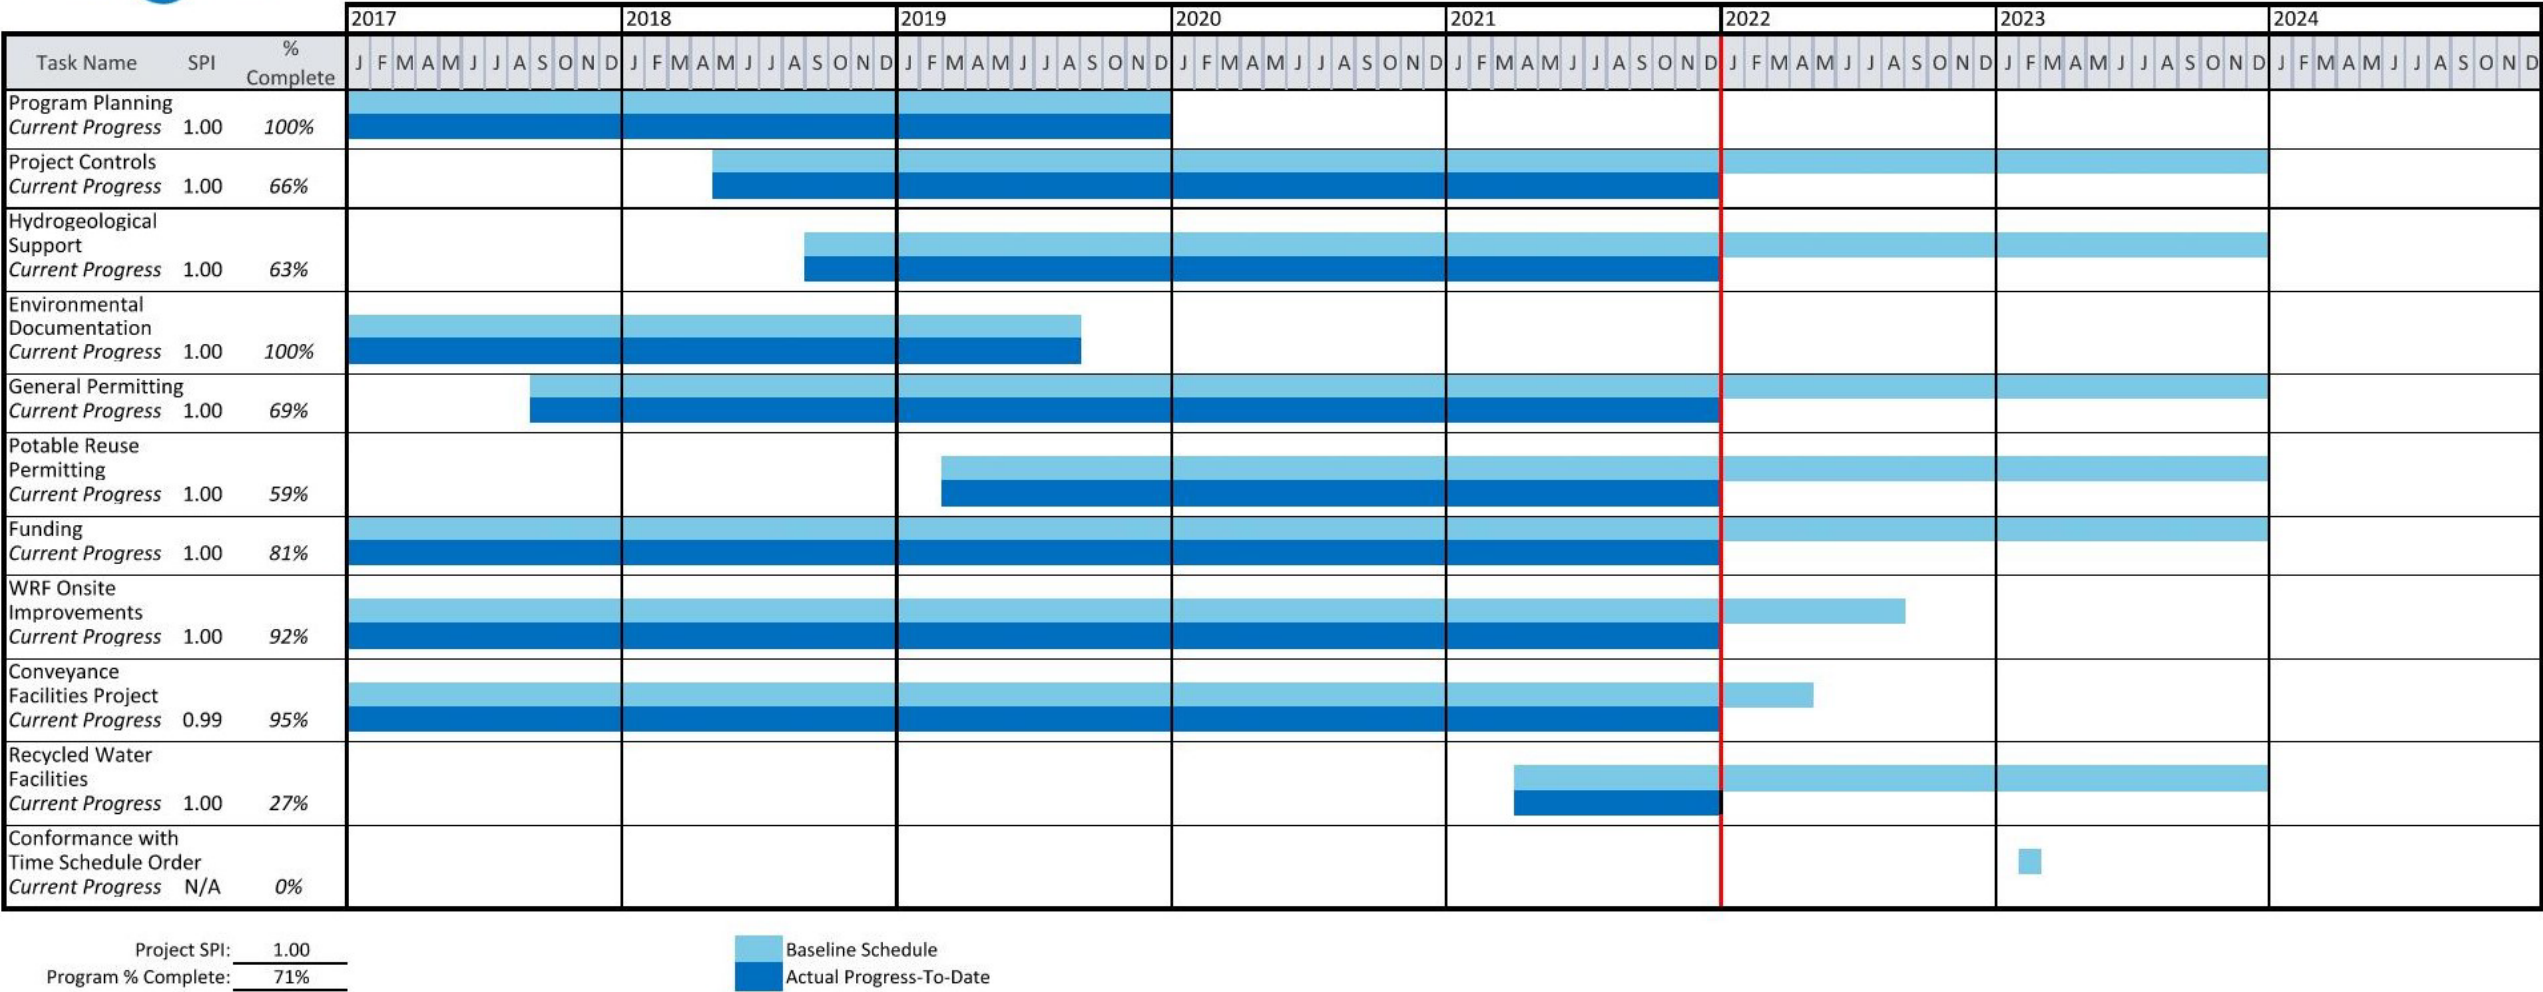 2017 2018 2019 2020 2021 2022 2023 2024
Task Name SPI % Complete J F M A M J J A S O N D J F M A M J J A S O N D J F M A M J J A S O N D J F M A M J J A S O N D J F M A M J J A S O N D J F M A M J J A S O N D J F M A M J J A S O N D J F M A M J J A S O N D
Program Planning
Current Progress 1.00 100%
Project Controls
Current Progress 1.00 66%
Hydrogeological
Support
Current Progress 1.00 63%
Environmental
Documentation
Current Progress 1.00 100%
General Permitting
Current Progress 1.00 69%
Potable Reuse
Permitting
Current Progress 1.00 59%
Funding
Current Progress 1.00 81%
WRF Onsite
Improvements
Current Progress 1.00 92%
Conveyance
Facilities Project
Current Progress 0.99 95%
Recycled Water
Facilities
Current Progress 1.00 27%
Conformance with
Time Schedule Order
Current Progress N/A 0%
Project SPI: 1.00
Program % Complete: 71%
Baseline Schedule
Actual Progress-To-Date